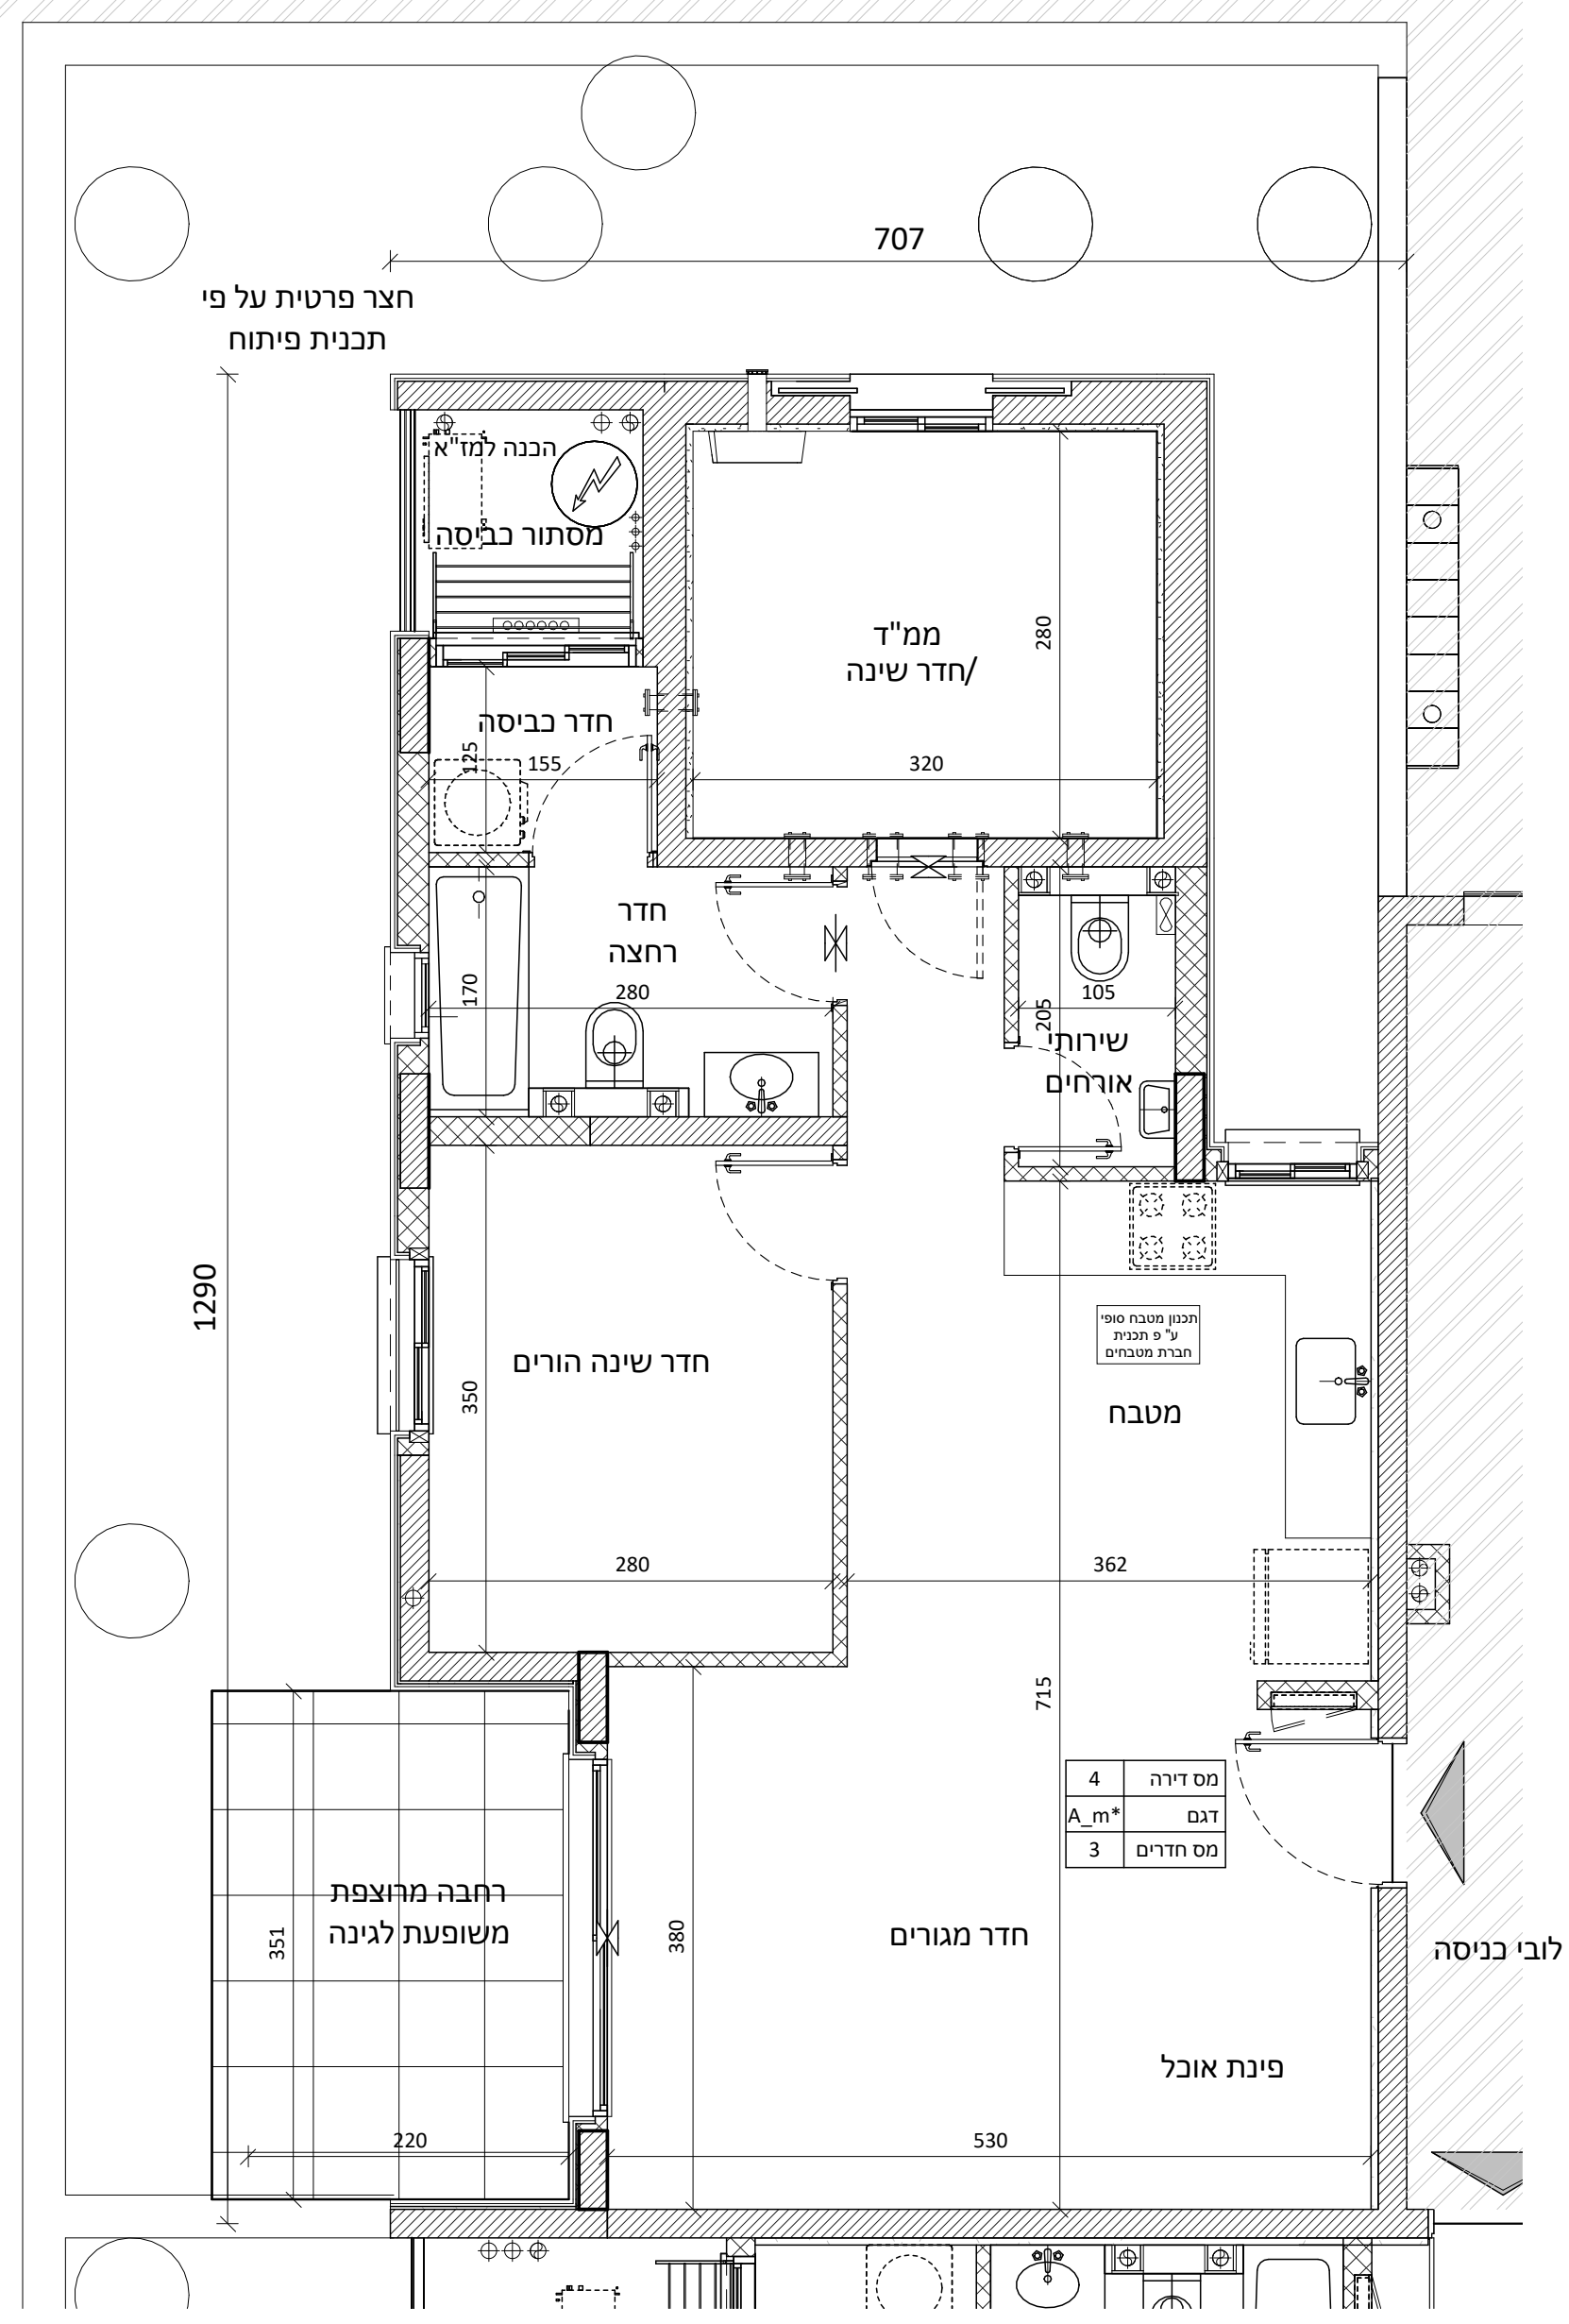 707
חצר פרטית על פי
תכנית פיתוח
הכנה למז"א
מסתור כביסה
ממ"ד
/חדר שינה
280
320
חדר כביסה
125
155
חדר
רחצה
170
280
105
205
שירותי
אורחים
1290
תכנון מטבח סופי
ע" פ תכנית
חברת מטבחים
חדר שינה הורים
350
מטבח
280
362
715
מס דירה 4
דגם A_m*
מס חדרים 3
רחבה מרוצפת
משופעת לגינה
351
380
חדר מגורים
לובי כניסה
פינת אוכל
220
530